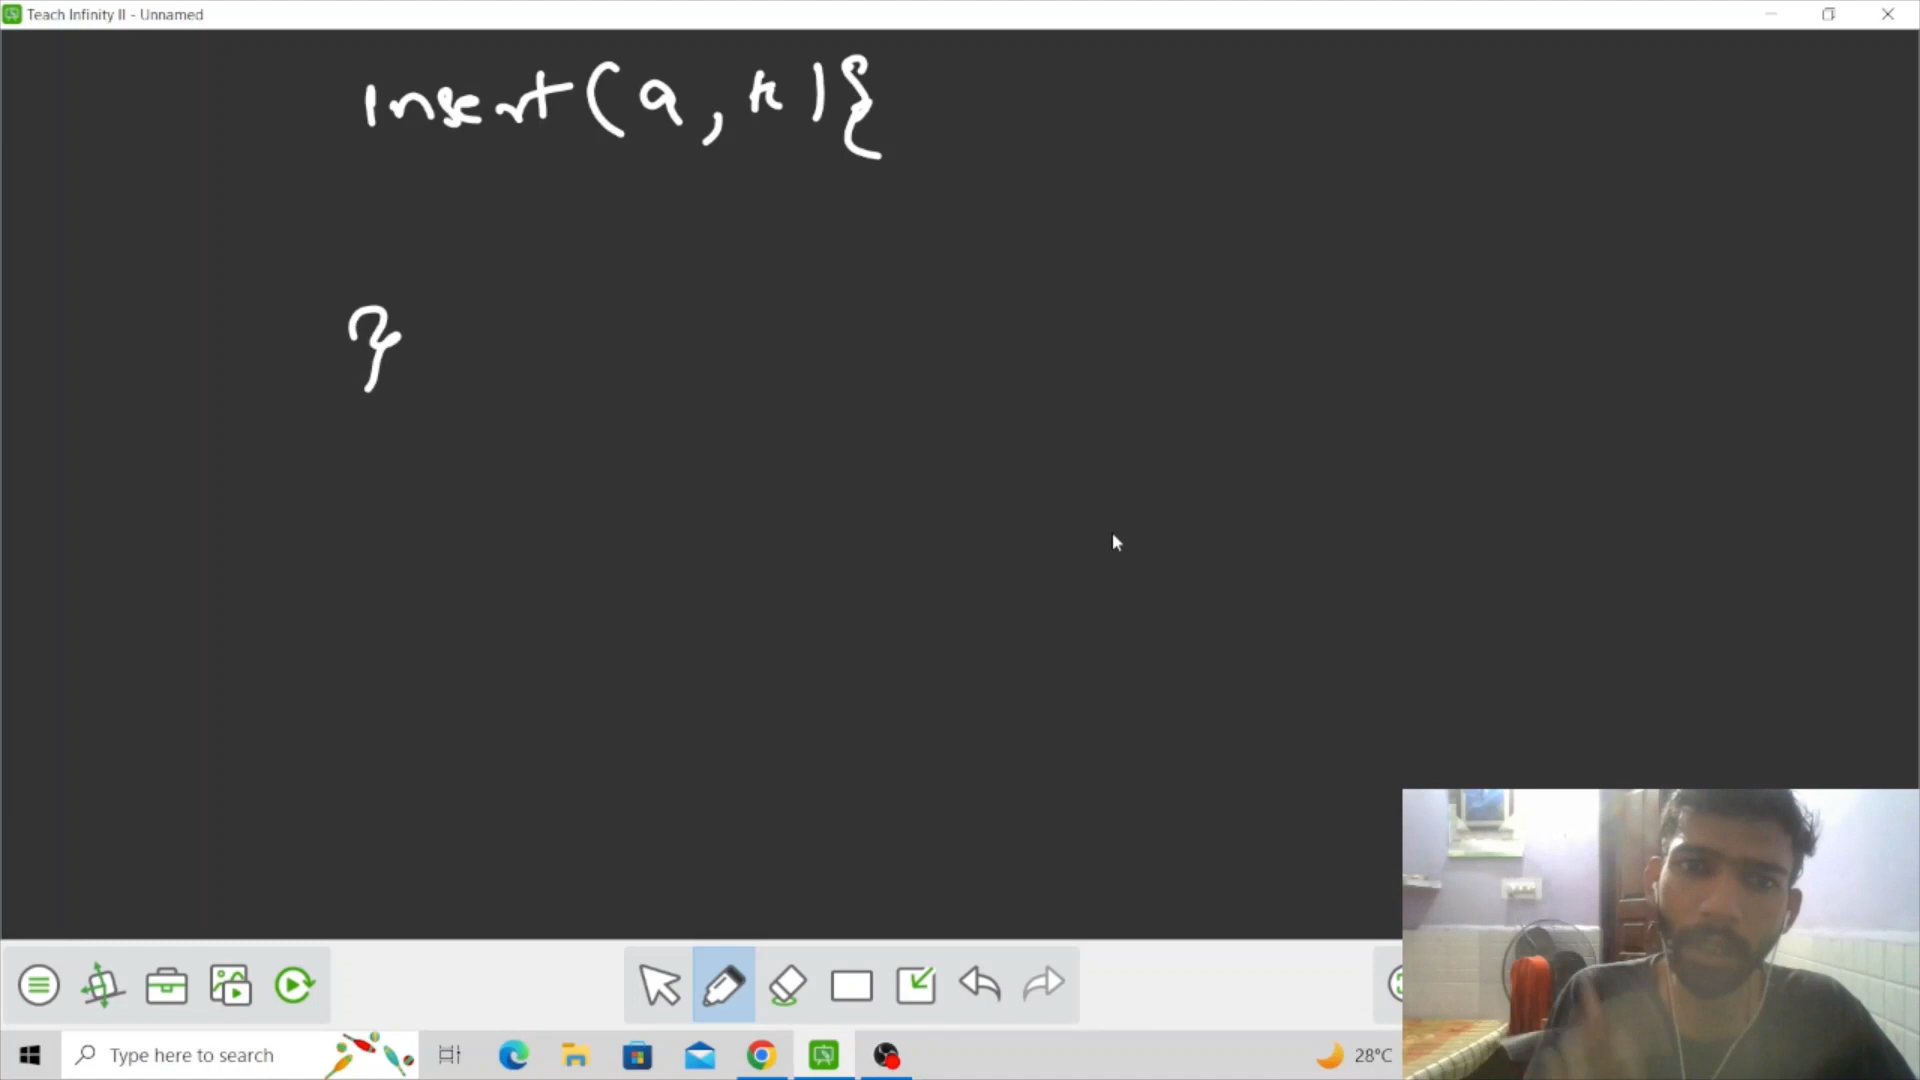 Teach Infinity II - Unnamed
Insert(a, k){
}
Type here to search
28°C